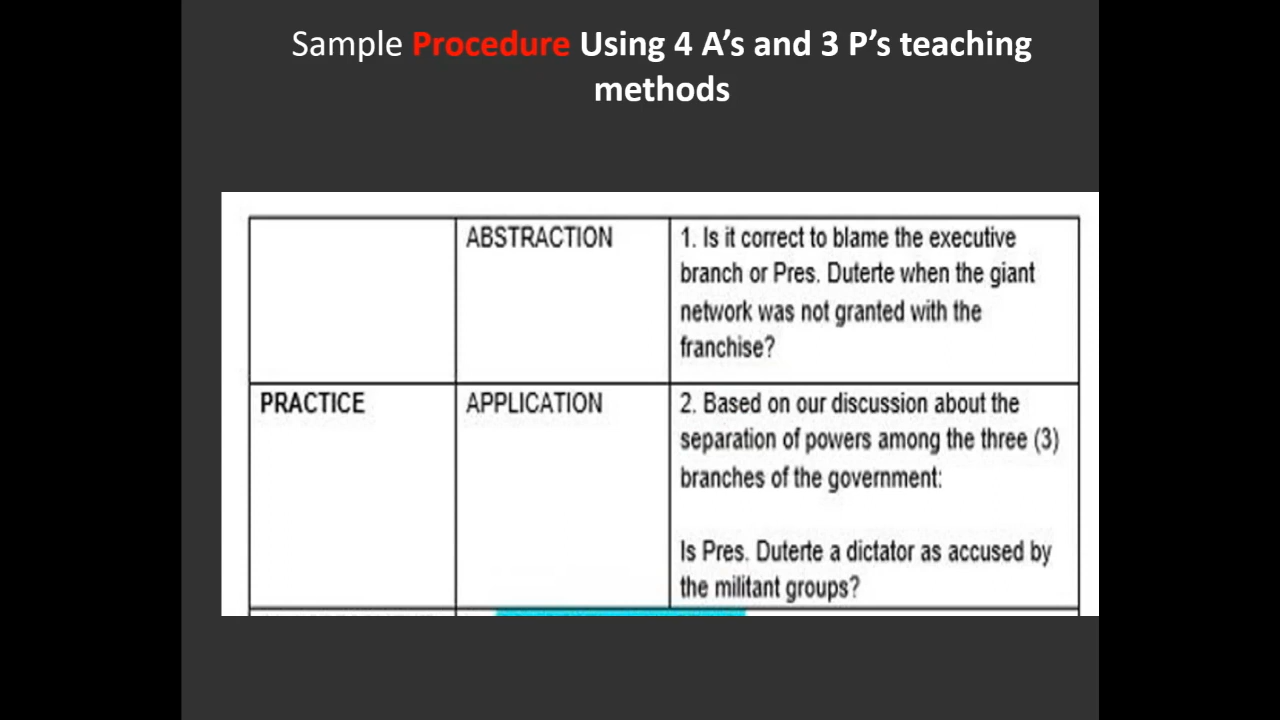 Sample Procedure Using 4 A's and 3 P's teaching
methods
ABSTRACTION
1. Is it correct to blame the executive
branch or Pres. Duterte when the giant
network was not granted with the
franchise?
PRACTICE
APPLICATION
2. Based on our discussion about the
separation of powers among the three (3)
branches of the government:
Is Pres. Duterte a dictator as accused by
the militant groups?